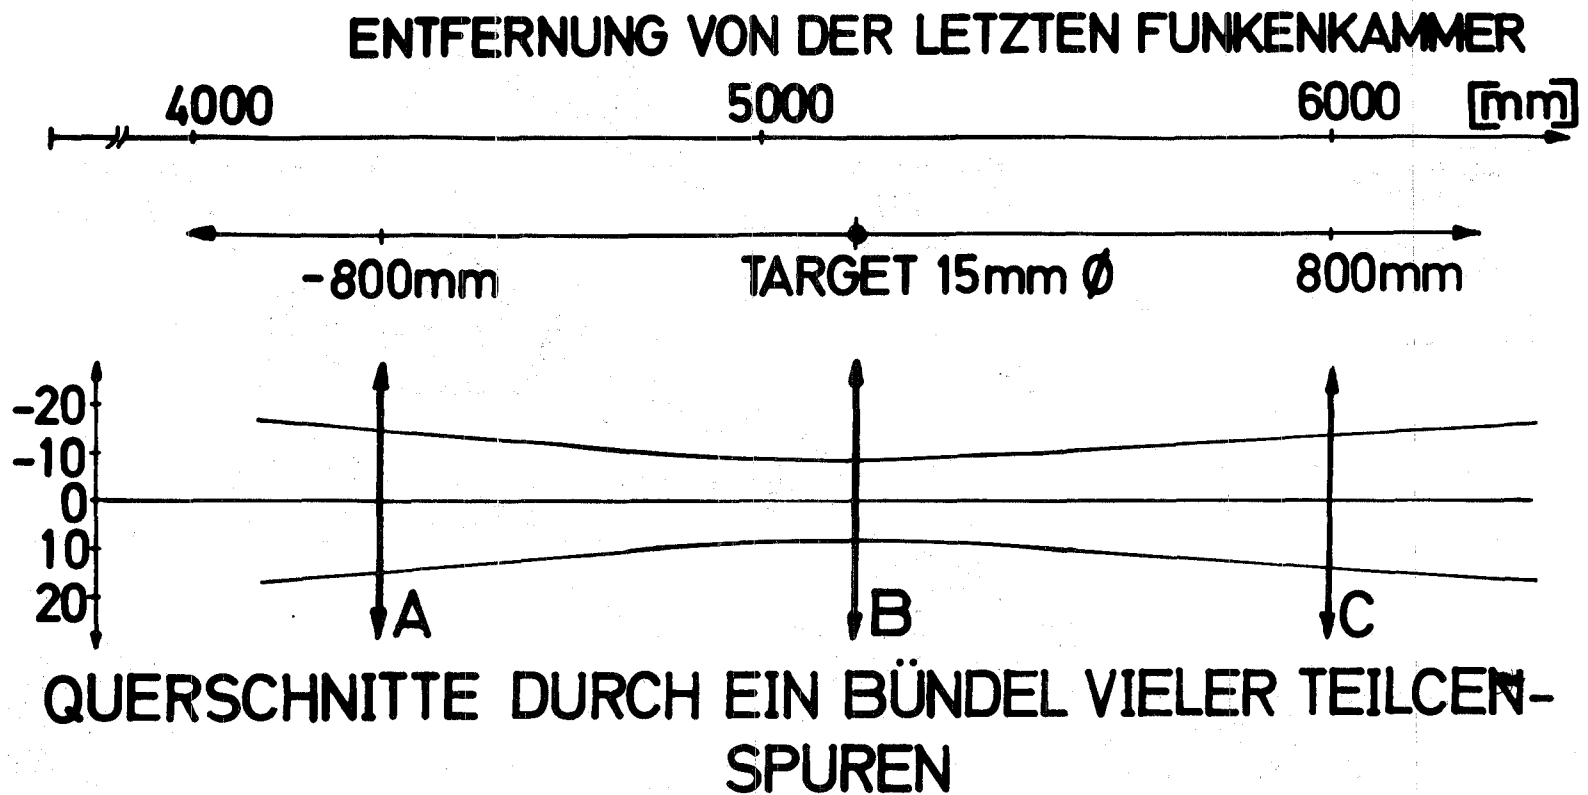 ENTFERNUNG VON DER LETZTEN FUNKENKAMMER
4000 5000 6000 [mm]
-800mm TARGET 15mm Ø 800mm
-20
-10
0
10
20
A B C
QUERSCHNITTE DURCH EIN BÜNDEL VIELER TEILCEN-
SPUREN